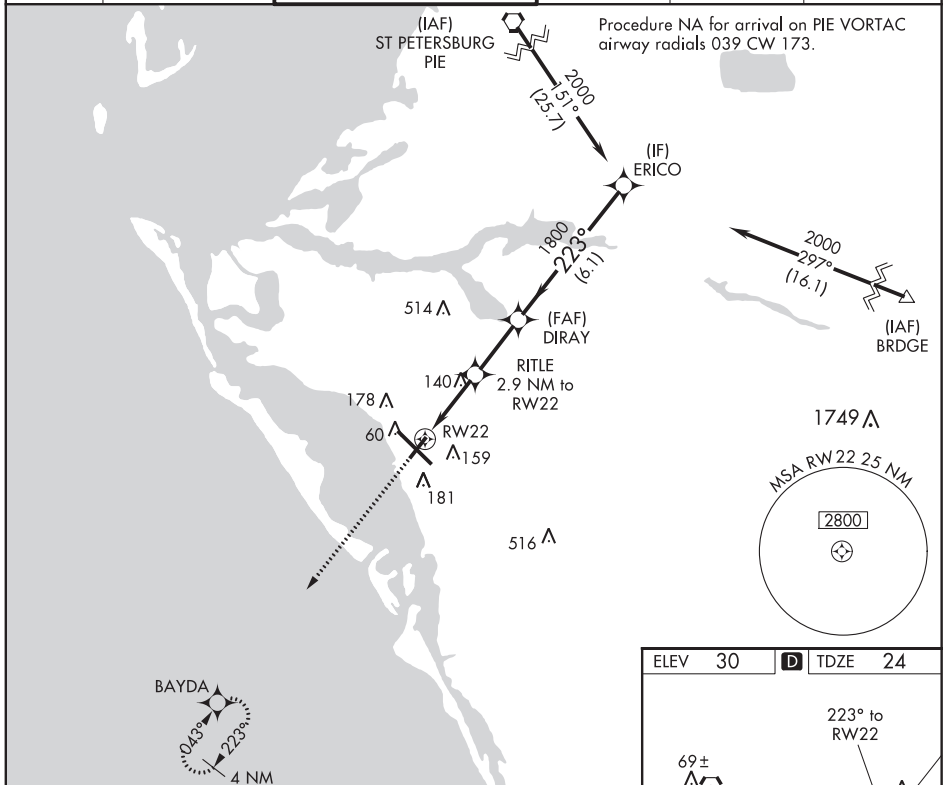 (IAF)
ST PETERSBURG
PIE
Procedure NA for arrival on PIE VORTAC
airway radials 039 CW 173.
2000
151°
(25.7)
(IF)
ERICO
1800
223°
(6.1)
2000
297°
(16.1)
(IAF)
BRDGE
514
(FAF)
DIRAY
RITLE
2.9 NM to
RW22
140
178
60
RW22
159
181
1749
MSA RW 22 25 NM
2800
516
BAYDA
043°
223°
4 NM
ELEV 30 D TDZE 24
223° to
RW22
69±